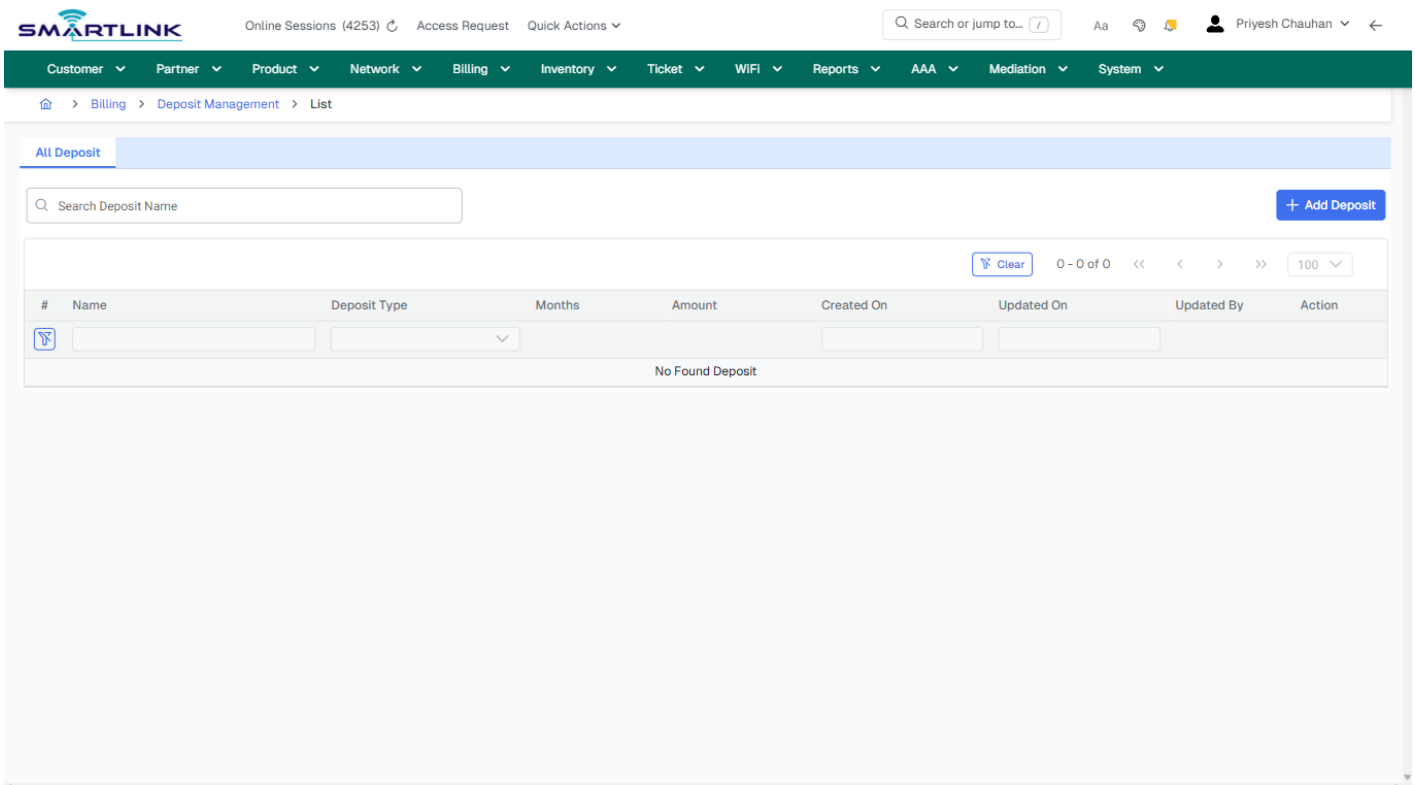 SMARTLINK Online Sessions (4253) Access Request Quick Actions Search or jump to... / Aa Priyesh Chauhan
Customer Partner Product Network Billing Inventory Ticket WiFi Reports AAA Mediation System
> Billing > Deposit Management > List
All Deposit
Search Deposit Name + Add Deposit
Clear 0 - 0 of 0 << < > >> 100
# Name Deposit Type Months Amount Created On Updated On Updated By Action
No Found Deposit